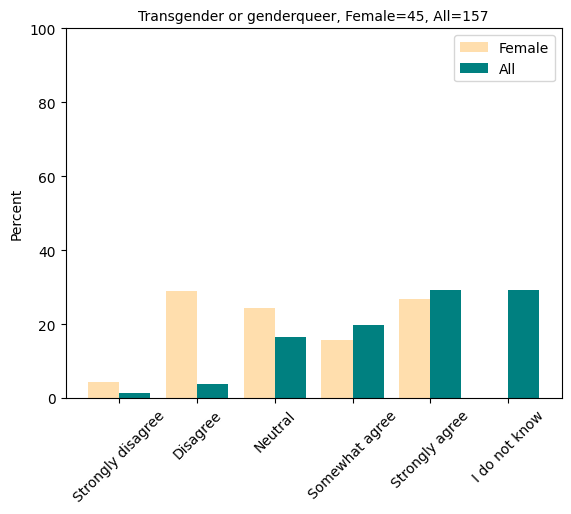 Transgender or genderqueer, Female=45, All=157
Female
All
Percent
100
80
60
40
20
0
Strongly disagree
Disagree
Neutral
Somewhat agree
Strongly agree
I do not know